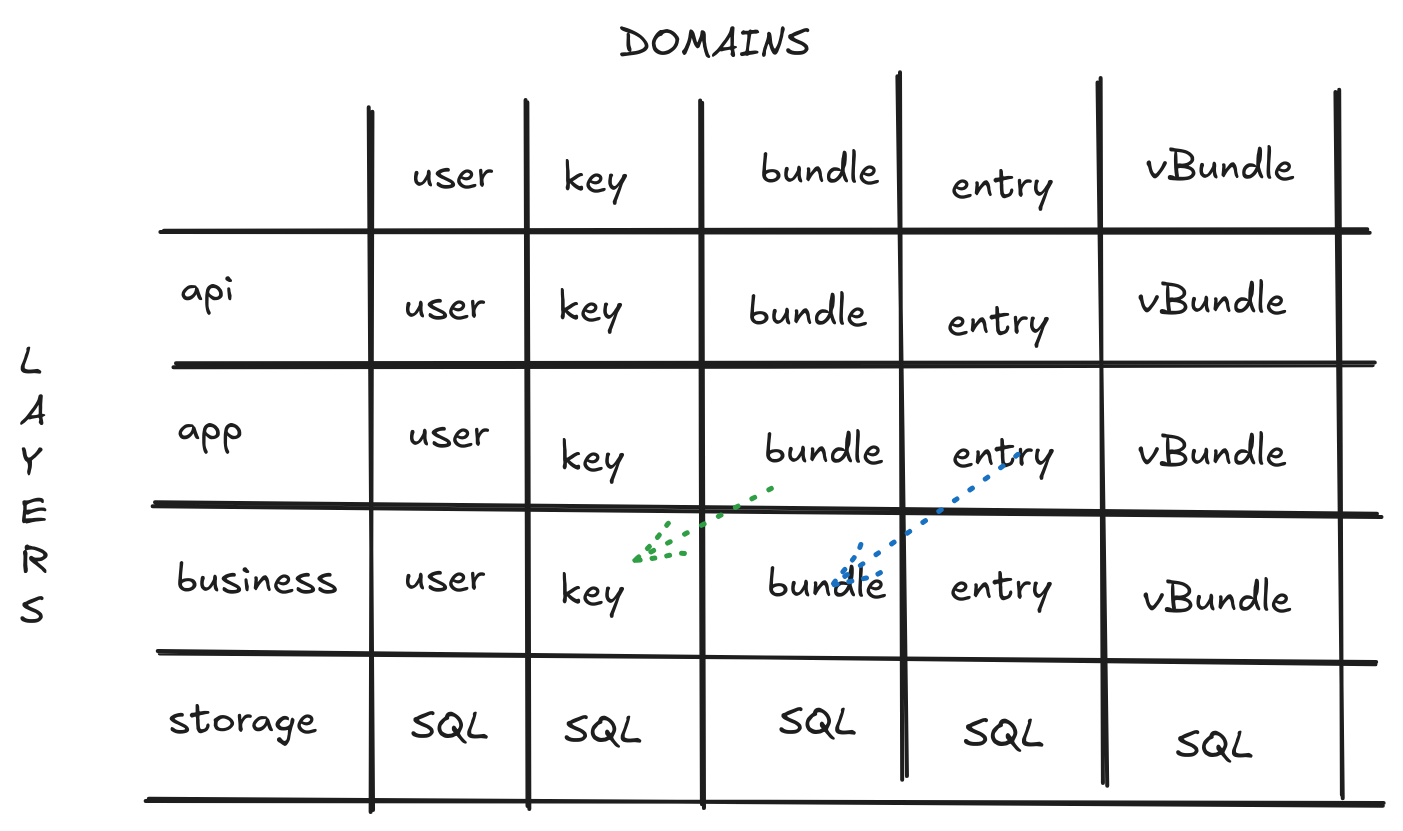 DOMAINS
user key bundle entry vBundle
api user key bundle entry vBundle
app user key bundle entry vBundle
L
A
Y
E
R
S
business user key bundle entry vBundle
storage SQL SQL SQL SQL SQL